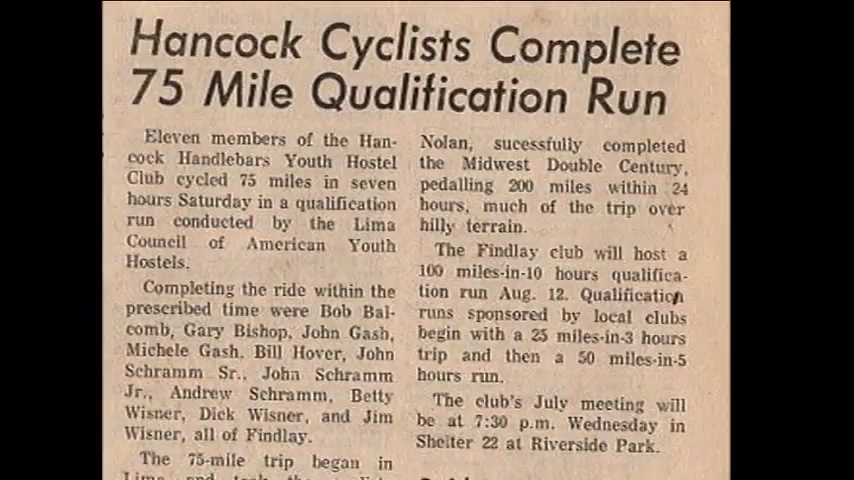 Hancock Cyclists Complete
75 Mile Qualification Run
Eleven members of the Han-
cock Handlebars Youth Hostel
Club cycled 75 miles in seven
hours Saturday in a qualification
run conducted by the Lima
Council of American Youth
Hostels.
Completing the ride within the
prescribed time were Bob Bal-
comb, Gary Bishop, John Gash,
Michele Gash. Bill Hover, John
Schramm Sr., John Schramm
Jr., Andrew Schramm, Betty
Wisner, Dick Wisner, and Jim
Wisner, all of Findlay.
The 75-mile trip began in
Lima and took the
Nolan, sucessfully completed
the Midwest Double Century,
pedalling 200 miles within 24
hours, much of the trip over
hilly terrain.
The Findlay club will host a
100 miles-in-10 hours qualifica-
tion run Aug. 12. Qualification
runs sponsored by local clubs
begin with a 25 miles-in-3 hours
trip and then a 50 miles-in-5
hours run.
The club's July meeting will
be at 7:30 p.m. Wednesday in
Shelter 22 at Riverside Park.